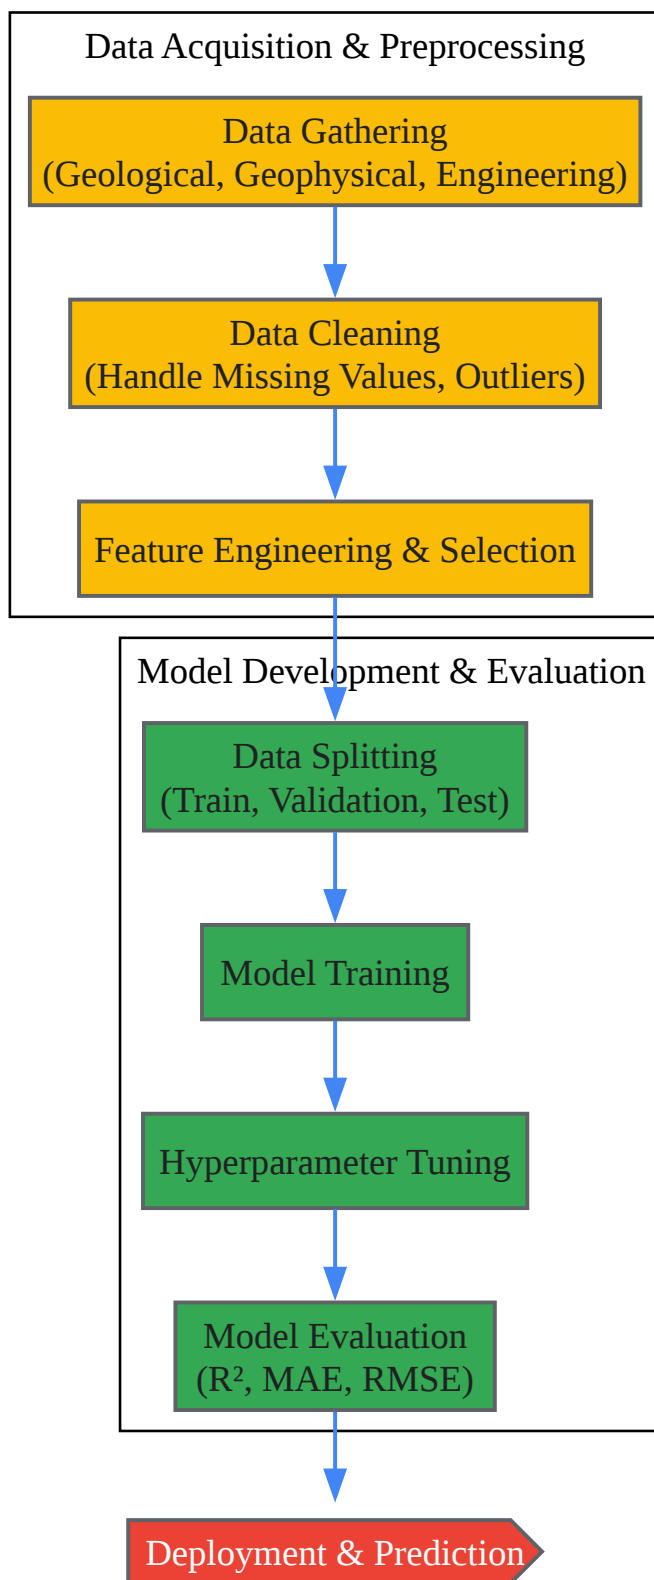 Data Acquisition & Preprocessing
Data Gathering
(Geological, Geophysical, Engineering)
Data Cleaning
(Handle Missing Values, Outliers)
Feature Engineering & Selection
Model Development & Evaluation
Data Splitting
(Train, Validation, Test)
Model Training
Hyperparameter Tuning
Model Evaluation
(R², MAE, RMSE)
Deployment & Prediction